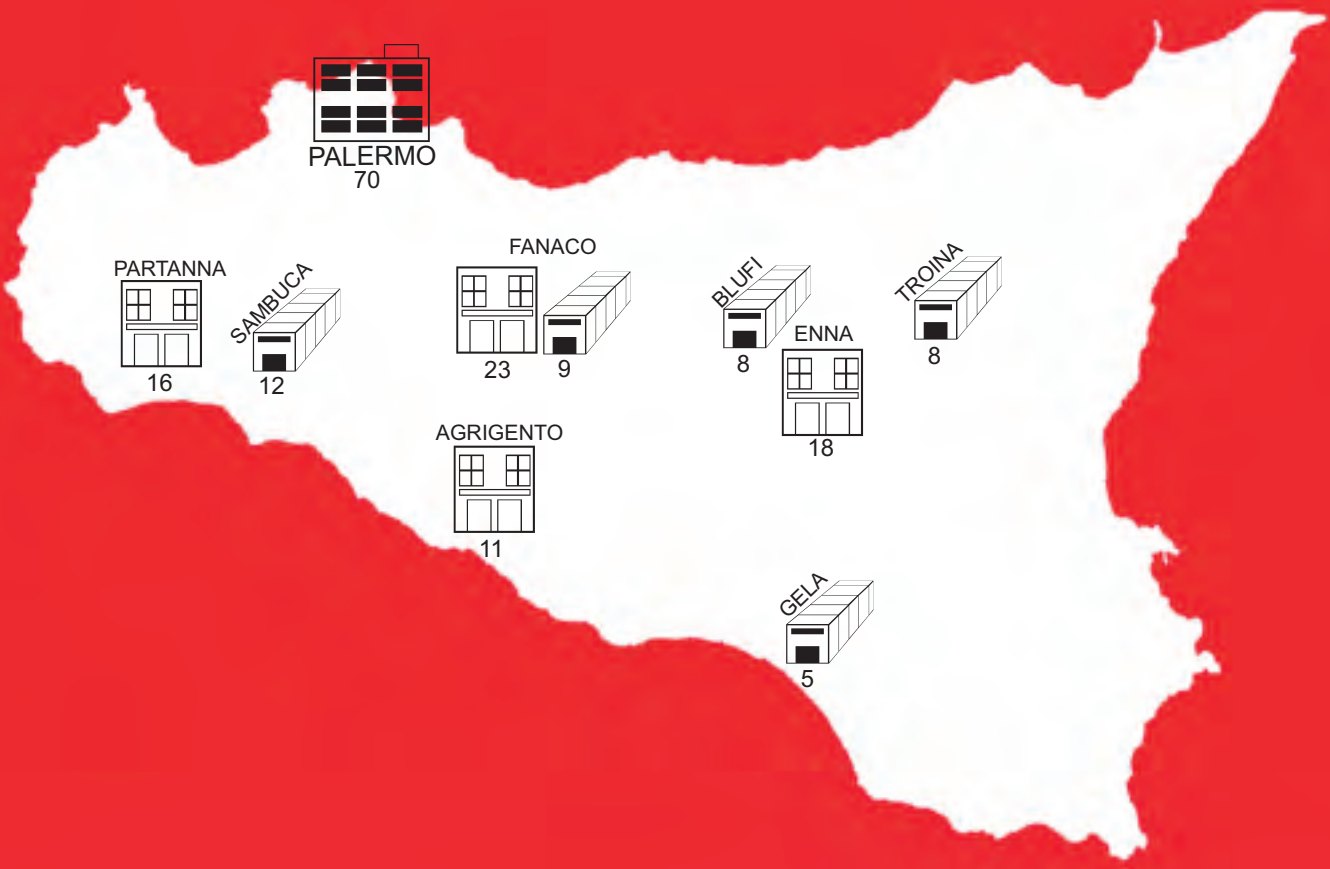 PALERMO
70
FANACO
23
9
PARTANNA
16
SAMBUCA
12
BLUFI
8
TROINA
8
ENNA
18
AGRIGENTO
11
GELA
5